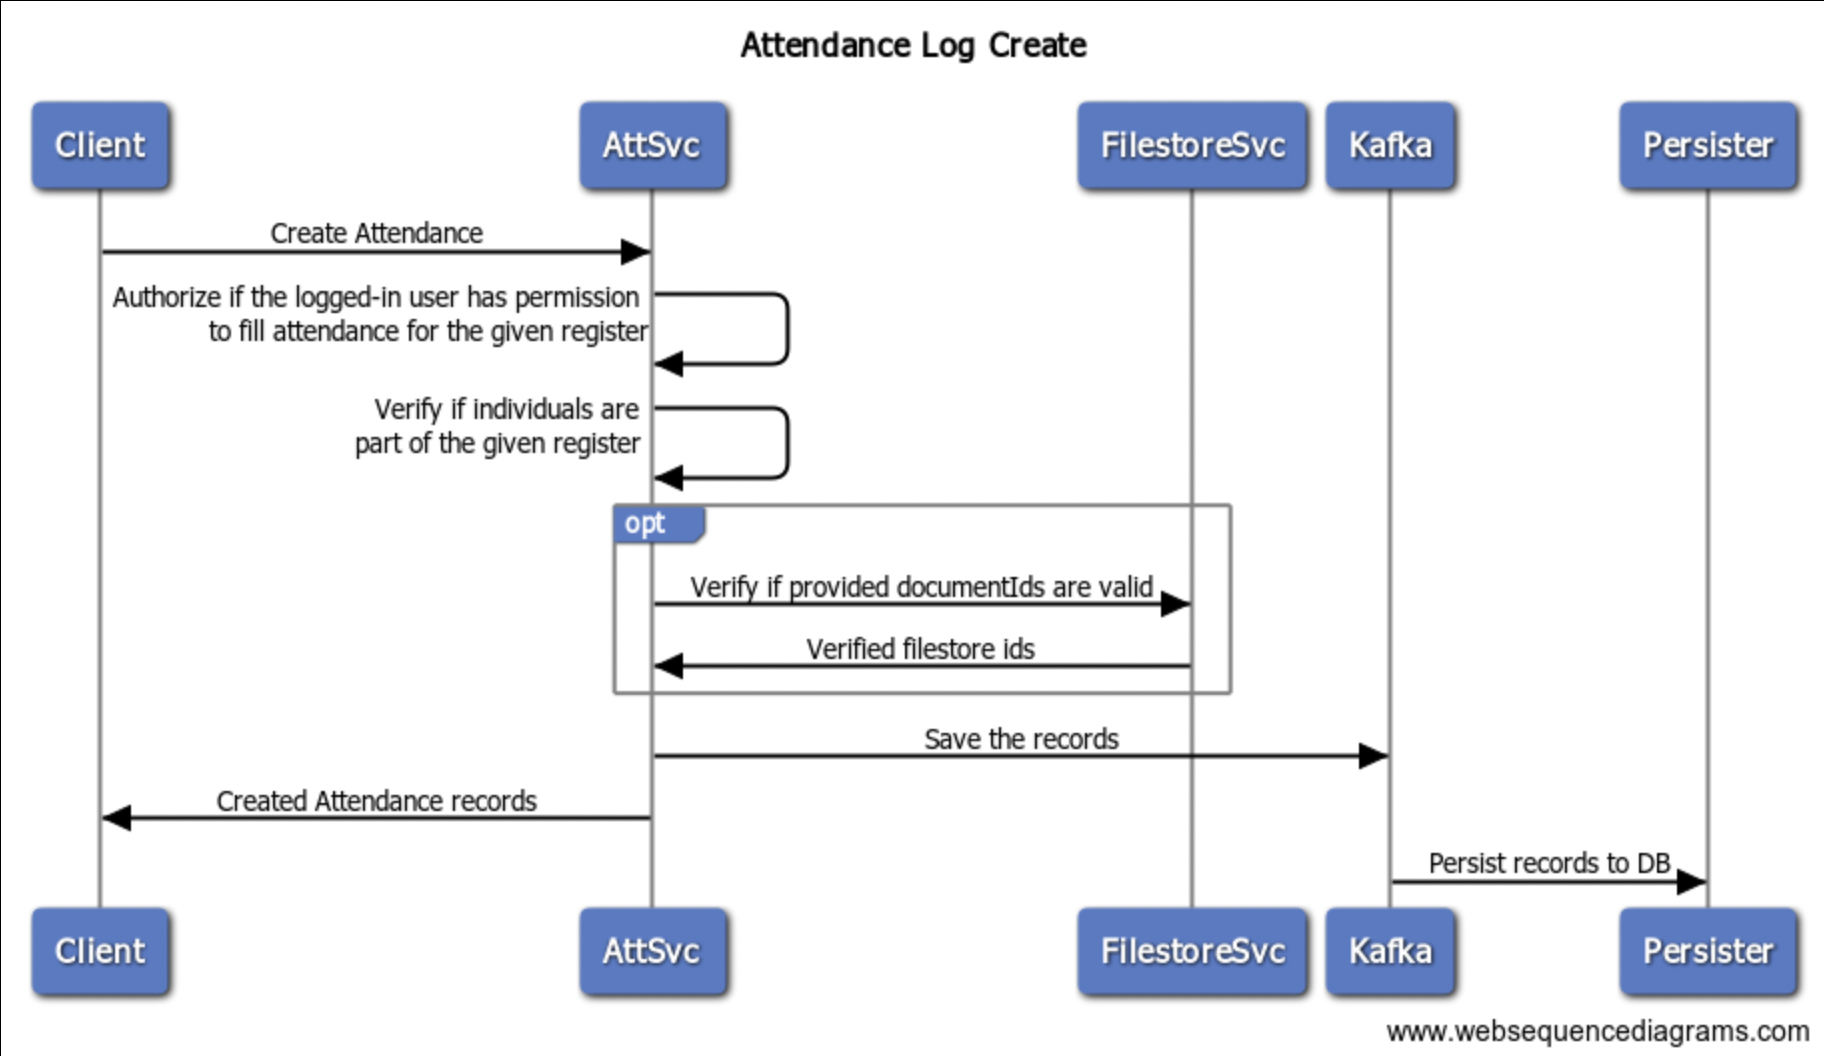 Attendance Log Create
Client
AttSvc
FilestoreSvc
Kafka
Persister
Create Attendance
Authorize if the logged-in user has permission
to fill attendance for the given register
Verify if individuals are
part of the given register
opt
Verify if provided documentIds are valid
Verified filestore ids
Save the records
Created Attendance records
Persist records to DB
Client
AttSvc
FilestoreSvc
Kafka
Persister
www.websequencediagrams.com